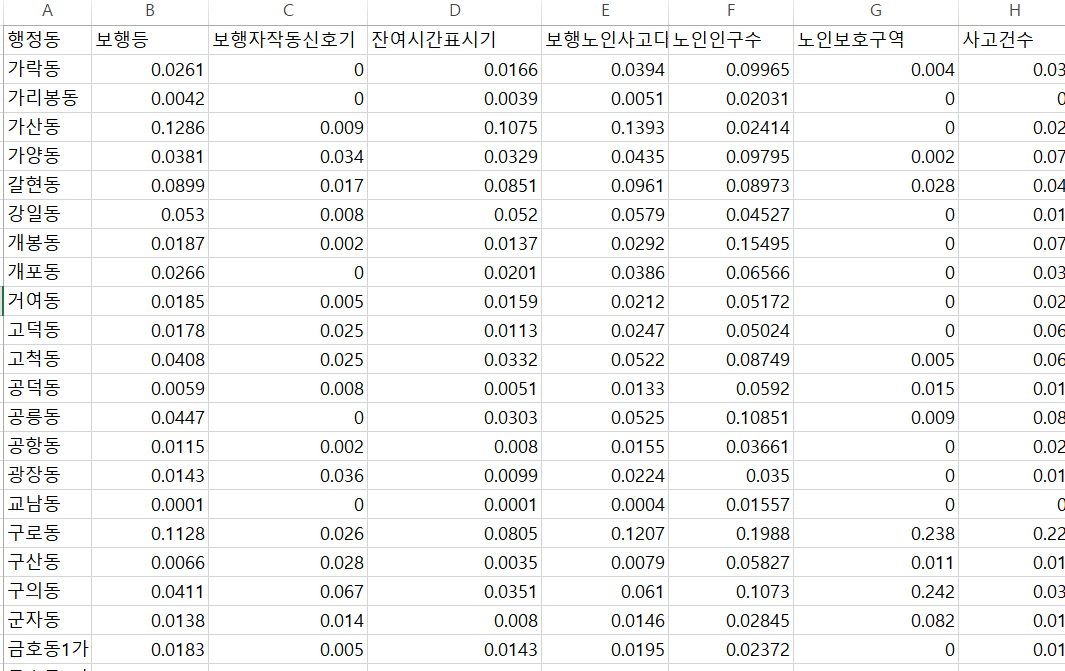 A B C D E F G H
행정동 보행등 보행자작동신호기 잔여시간표시기 보행노인사고다 노인인구수 노인보호구역 사고건수
가락동 0.0261 0 0.0166 0.0394 0.09965 0.004 0.03
가리봉동 0.0042 0 0.0039 0.0051 0.02031 0 0
가산동 0.1286 0.009 0.1075 0.1393 0.02414 0 0.02
가양동 0.0381 0.034 0.0329 0.0435 0.09795 0.002 0.07
갈현동 0.0899 0.017 0.0851 0.0961 0.08973 0.028 0.04
강일동 0.053 0.008 0.052 0.0579 0.04527 0 0.01
개봉동 0.0187 0.002 0.0137 0.0292 0.15495 0 0.07
개포동 0.0266 0 0.0201 0.0386 0.06566 0 0.03
거여동 0.0185 0.005 0.0159 0.0212 0.05172 0 0.02
고덕동 0.0178 0.025 0.0113 0.0247 0.05024 0 0.06
고척동 0.0408 0.025 0.0332 0.0522 0.08749 0.005 0.06
공덕동 0.0059 0.008 0.0051 0.0133 0.0592 0.015 0.01
공릉동 0.0447 0 0.0303 0.0525 0.10851 0.009 0.08
공항동 0.0115 0.002 0.008 0.0155 0.03661 0 0.02
광장동 0.0143 0.036 0.0099 0.0224 0.035 0 0.01
교남동 0.0001 0 0.0001 0.0004 0.01557 0 0
구로동 0.1128 0.026 0.0805 0.1207 0.1988 0.238 0.22
구산동 0.0066 0.028 0.0035 0.0079 0.05827 0.011 0.01
구의동 0.0411 0.067 0.0351 0.061 0.1073 0.242 0.03
군자동 0.0138 0.014 0.008 0.0146 0.02845 0.082 0.01
금호동1가 0.0183 0.005 0.0143 0.0195 0.02372 0 0.01